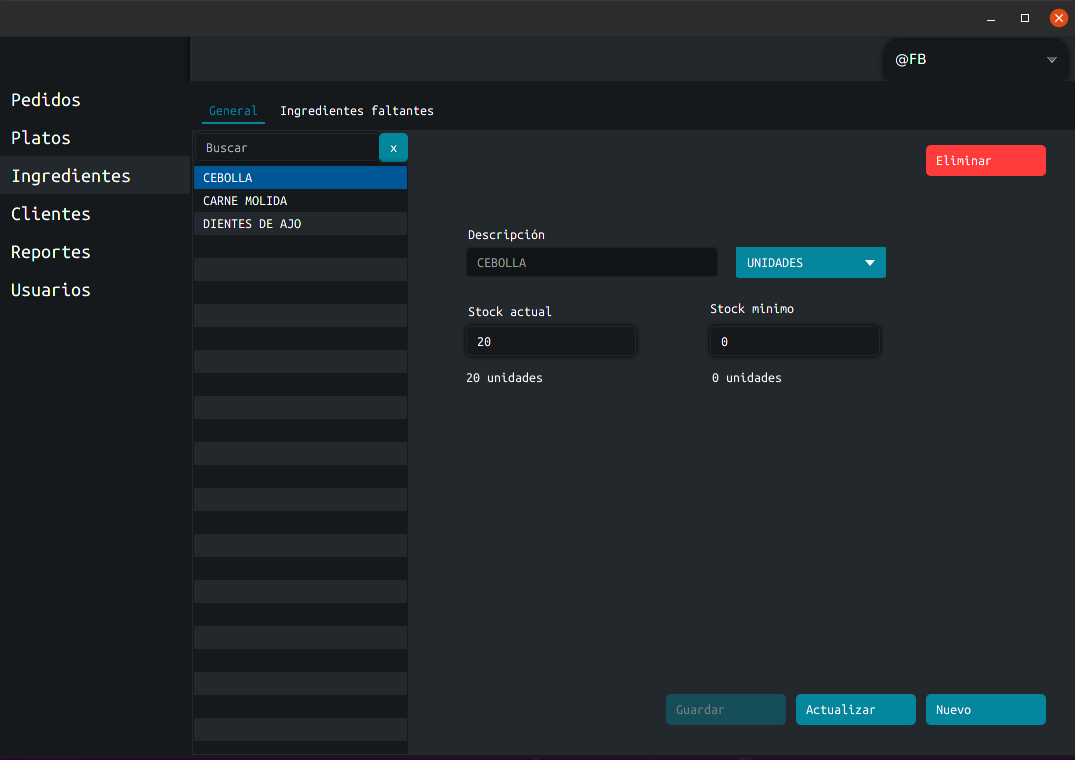 @FB
Pedidos
Platos
Ingredientes
Clientes
Reportes
Usuarios
General
Ingredientes faltantes
Buscar
x
CEBOLLA
CARNE MOLIDA
DIENTES DE AJO
Eliminar
Descripción
CEBOLLA
UNIDADES
Stock actual
Stock minimo
20
0
20 unidades
0 unidades
Guardar
Actualizar
Nuevo